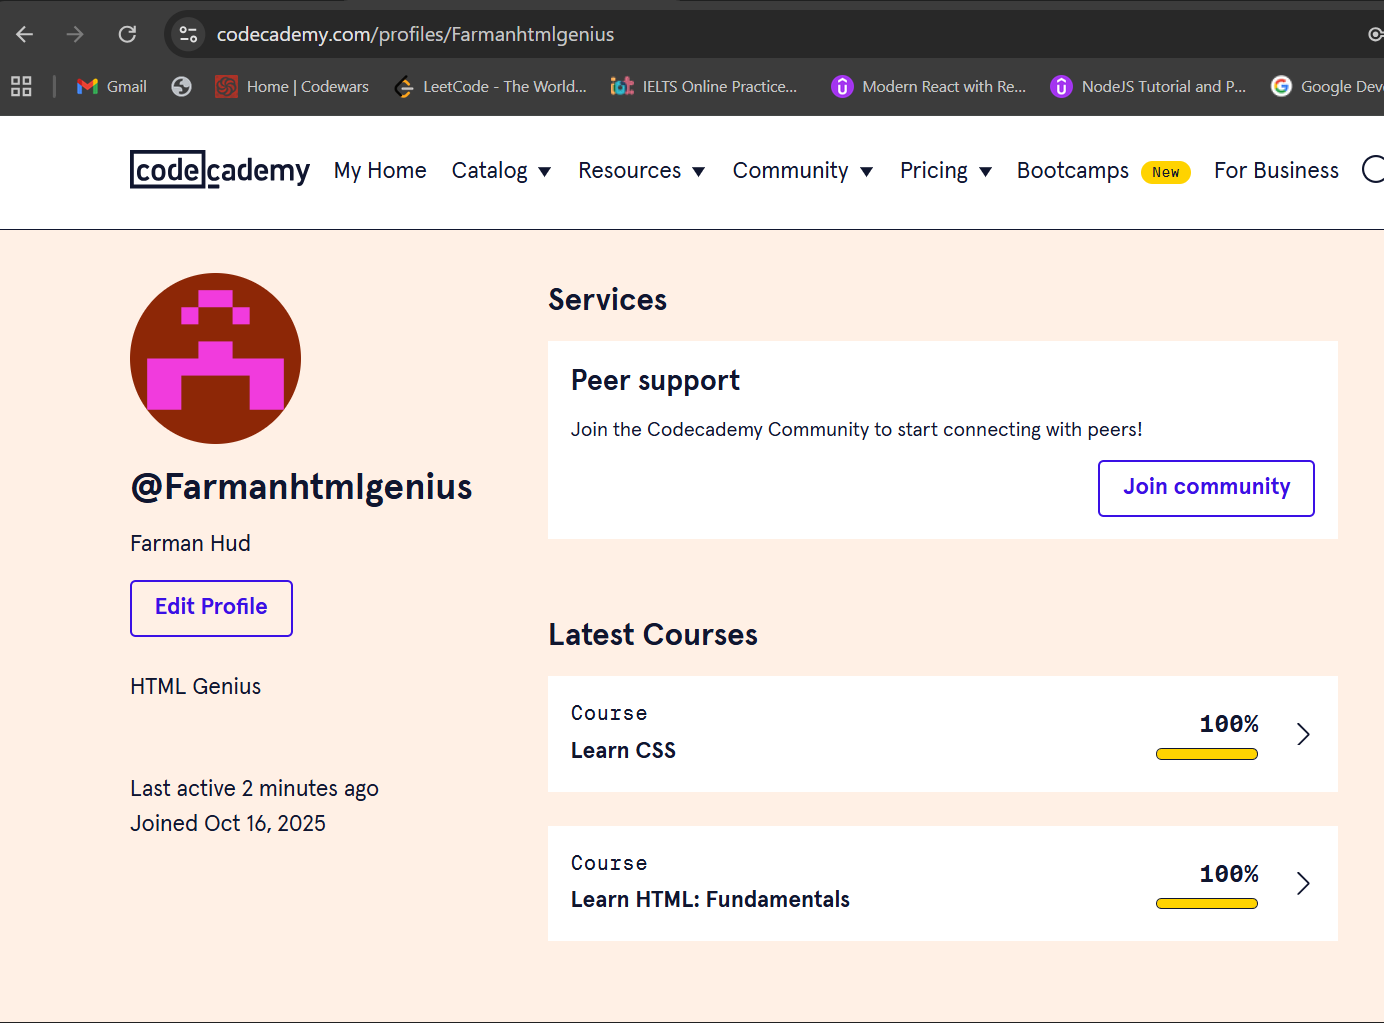 codecademy.com/profiles/Farmanhtmlgenius
Gmail
Home | Codewars
LeetCode - The World...
IELTS Online Practice...
Modern React with Re...
NodeJS Tutorial and P...
Google Deve
codecademy
My Home
Catalog
Resources
Community
Pricing
Bootcamps
New
For Business
@Farmanhtmlgenius
Farman Hud
Edit Profile
HTML Genius
Last active 2 minutes ago
Joined Oct 16, 2025
Services
Peer support
Join the Codecademy Community to start connecting with peers!
Join community
Latest Courses
Course
Learn CSS
100%
Course
Learn HTML: Fundamentals
100%